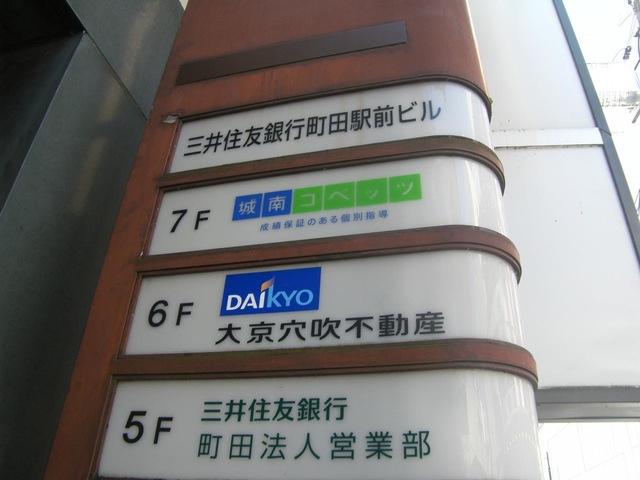 三井住友銀行町田駅前ビル
7F 城南コベッツ
成績保証のある個別指導
6F DAIKYO
大京穴吹不動産
5F 三井住友銀行
町田法人営業部